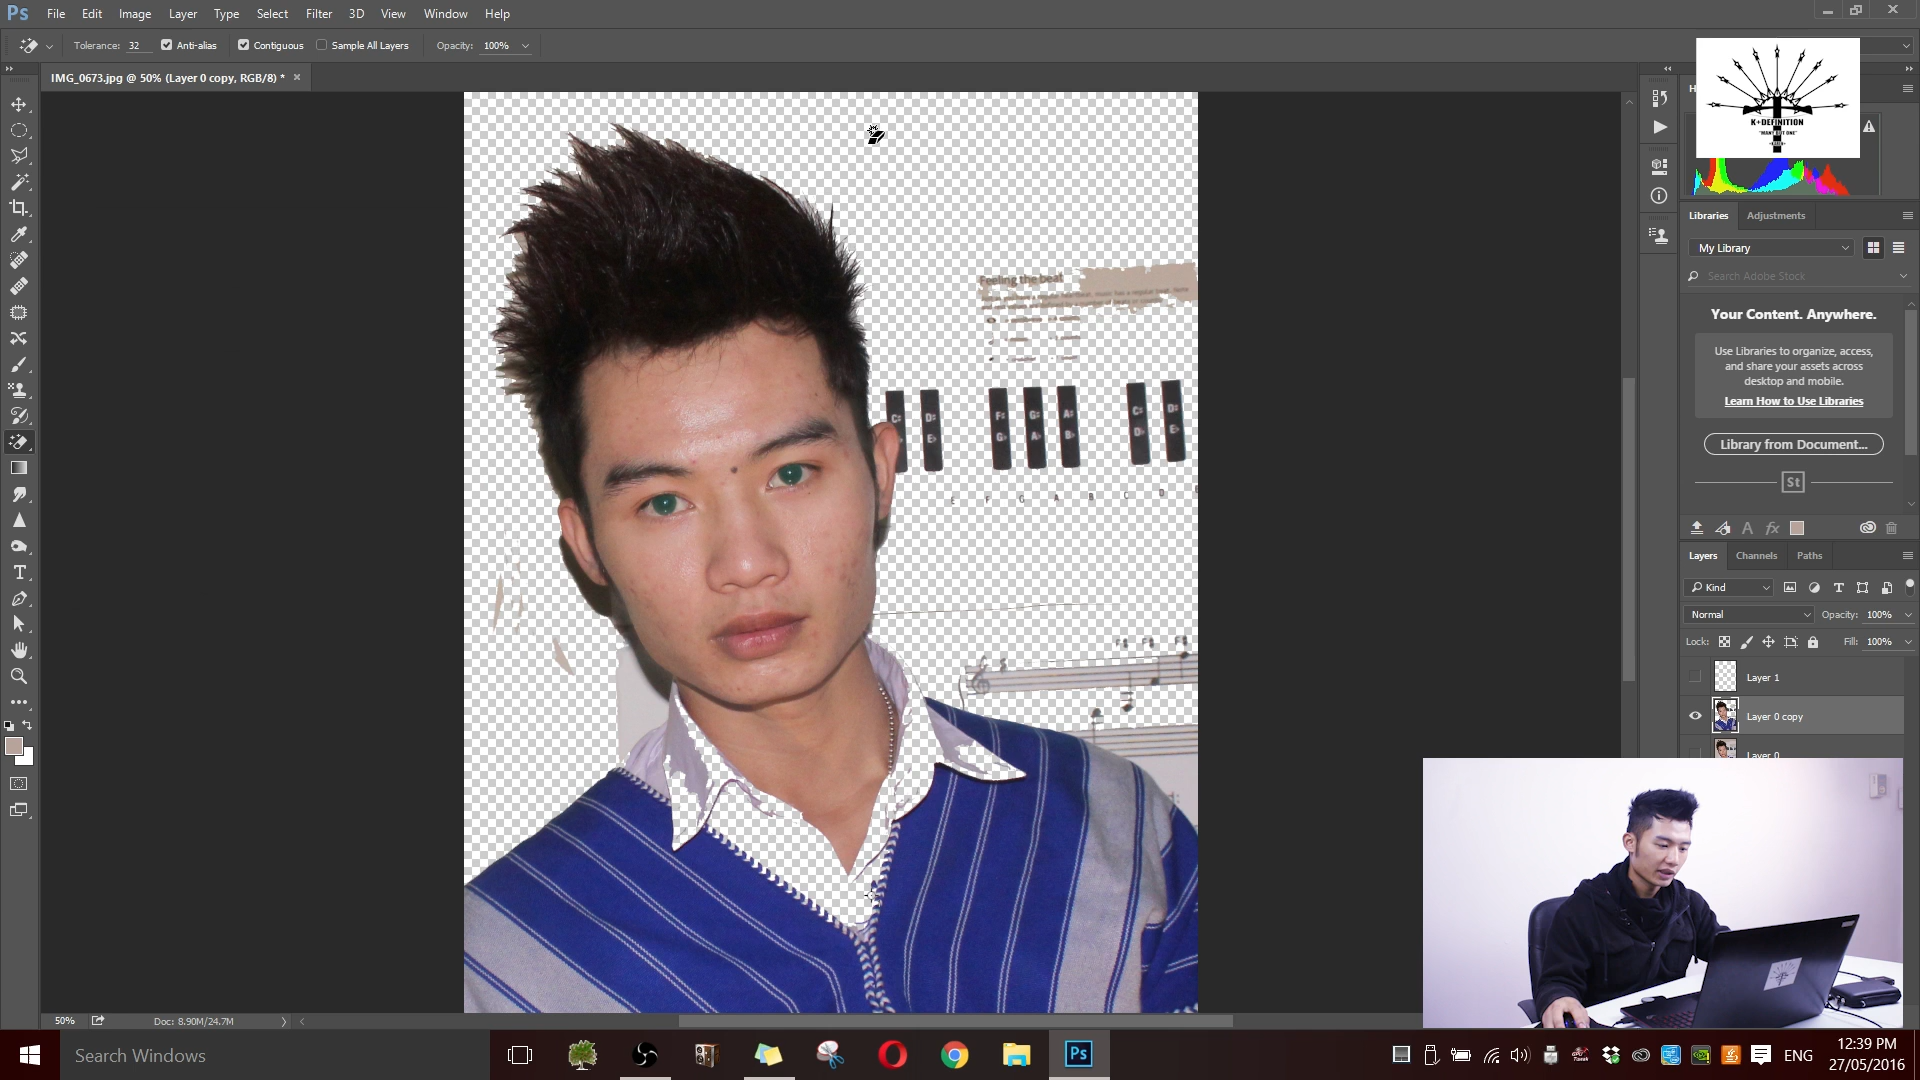 Ps File Edit Image Layer Type Select Filter 3D View Window Help
Tolerance: 32 Anti-alias Contiguous Sample All Layers Opacity: 100%
IMG_0673.jpg @ 50% (Layer 0 copy, RGB/8) * ×
K+DEFINITION
Libraries Adjustments
My Library
Search Adobe Stock
Your Content. Anywhere.
Use Libraries to organize, access,
and share your assets across
desktop and mobile.
Learn How to Use Libraries
Library from Document...
St
Layers Channels Paths
Kind
Normal Opacity: 100%
Lock: Fill: 100%
Layer 1
Layer 0 copy
Layer 0
Feeling the beat
C♯ D♯ F♯ G♯ A♯ C♯ D♯
E♭ G♭ A♭ B♭ D♭ E♭
E F G A B C D
50% Doc: 8.90M/24.7M
Search Windows
Ps
ENG
12:39 PM
27/05/2016